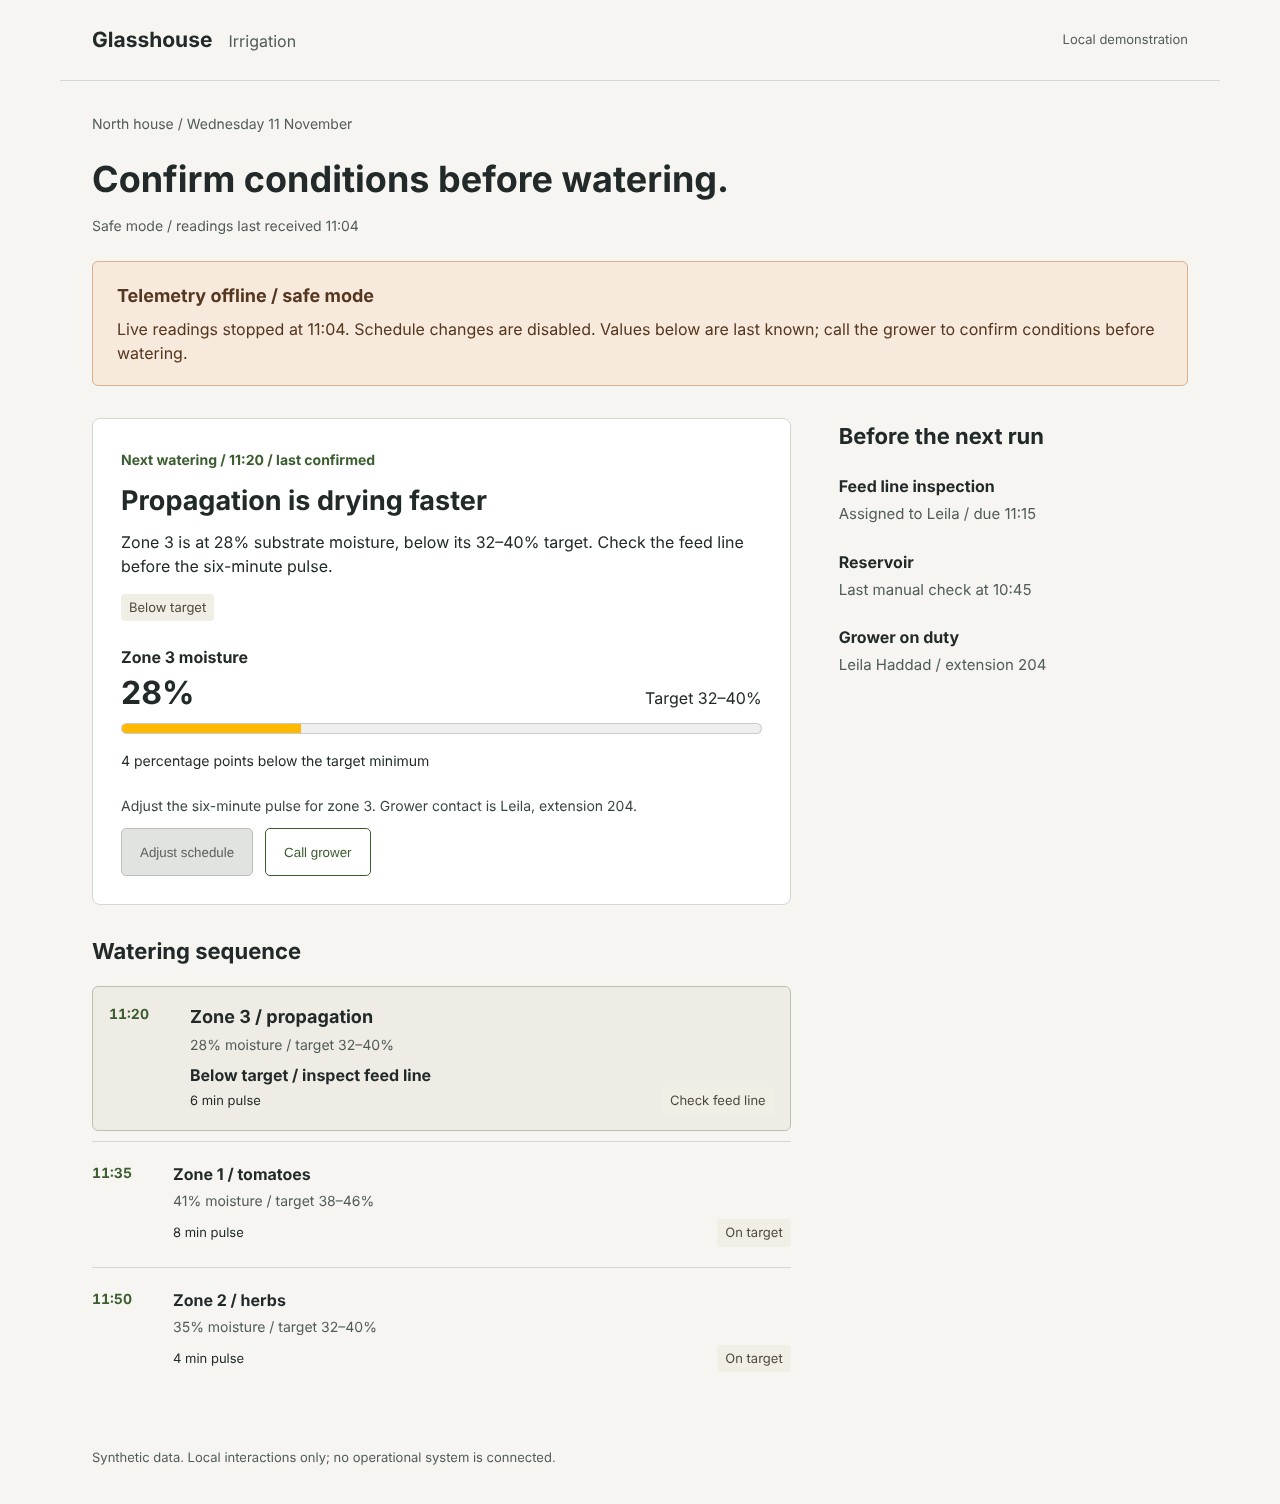 Glasshouse Irrigation
Local demonstration
North house / Wednesday 11 November
Confirm conditions before watering.
Safe mode / readings last received 11:04
Telemetry offline / safe mode
Live readings stopped at 11:04. Schedule changes are disabled. Values below are last known; call the grower to confirm conditions before
watering.
Next watering / 11:20 / last confirmed
Propagation is drying faster
Zone 3 is at 28% substrate moisture, below its 32–40% target. Check the feed line
before the six-minute pulse.
Below target
Zone 3 moisture
28%
Target 32–40%
4 percentage points below the target minimum
Adjust the six-minute pulse for zone 3. Grower contact is Leila, extension 204.
Adjust schedule
Call grower
Before the next run
Feed line inspection
Assigned to Leila / due 11:15
Reservoir
Last manual check at 10:45
Grower on duty
Leila Haddad / extension 204
Watering sequence
11:20
Zone 3 / propagation
28% moisture / target 32–40%
Below target / inspect feed line
6 min pulse
Check feed line
11:35
Zone 1 / tomatoes
41% moisture / target 38–46%
8 min pulse
On target
11:50
Zone 2 / herbs
35% moisture / target 32–40%
4 min pulse
On target
Synthetic data. Local interactions only; no operational system is connected.